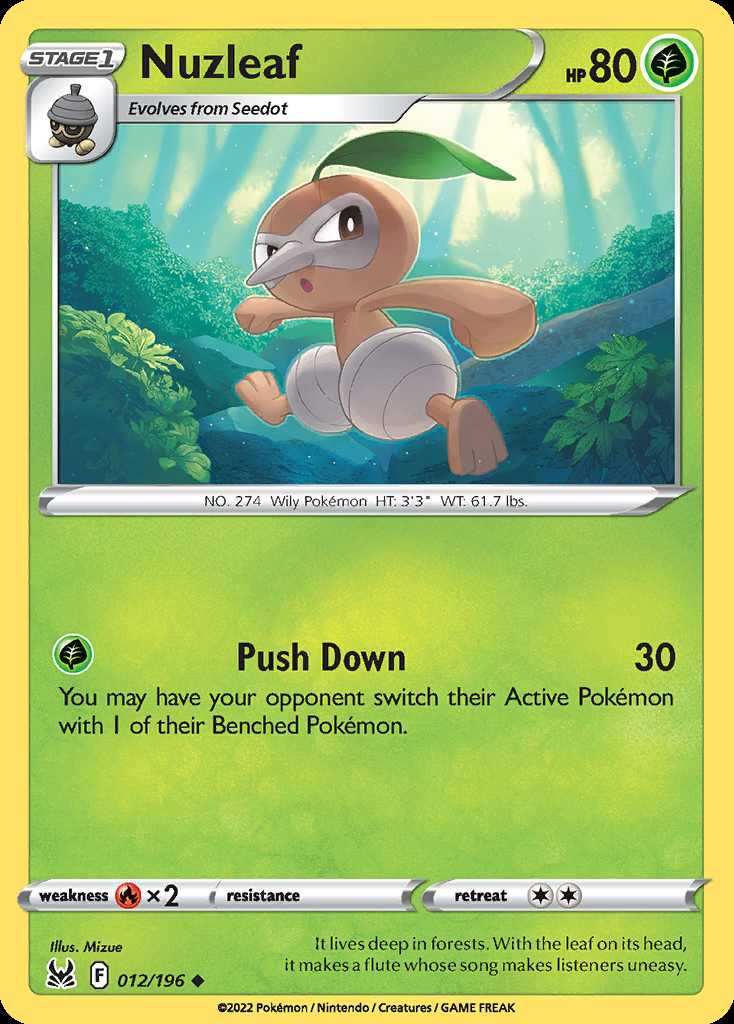 STAGE1
Nuzleaf
HP80
Evolves from Seedot
NO. 274 Wily Pokémon HT: 3'3" WT: 61.7 lbs.
Push Down 30
You may have your opponent switch their Active Pokémon
with 1 of their Benched Pokémon.
weakness ×2 resistance retreat
Illus. Mizue
It lives deep in forests. With the leaf on its head,
it makes a flute whose song makes listeners uneasy.
F 012/196
©2022 Pokémon / Nintendo / Creatures / GAME FREAK